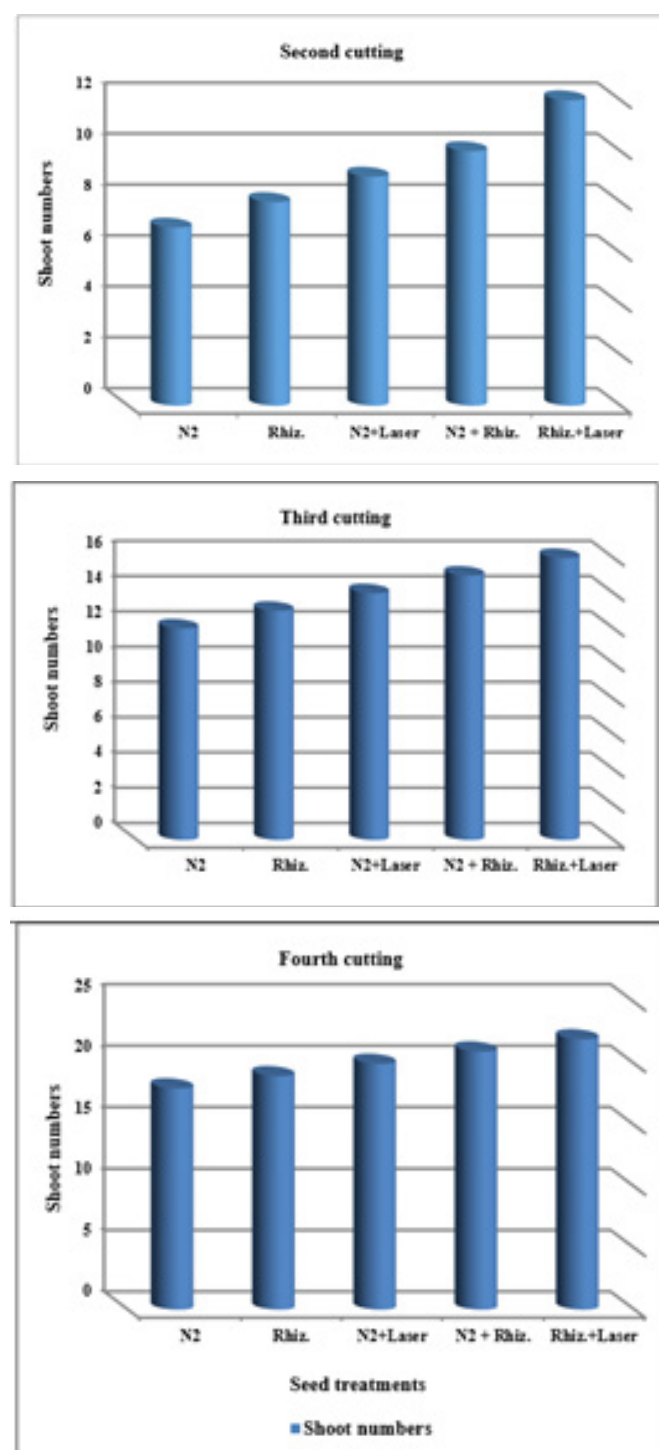 Second cutting
Shoot numbers
12
10
8
6
4
2
0
N2 Rhiz. N2+Laser N2 + Rhiz. Rhiz.+Laser
Third cutting
Shoot numbers
16
14
12
10
8
6
4
2
0
N2 Rhiz. N2+Laser N2 + Rhiz. Rhiz.+Laser
Fourth cutting
Shoot numbers
25
20
15
10
5
0
N2 Rhiz. N2+Laser N2 + Rhiz. Rhiz.+Laser
Seed treatments
Shoot numbers